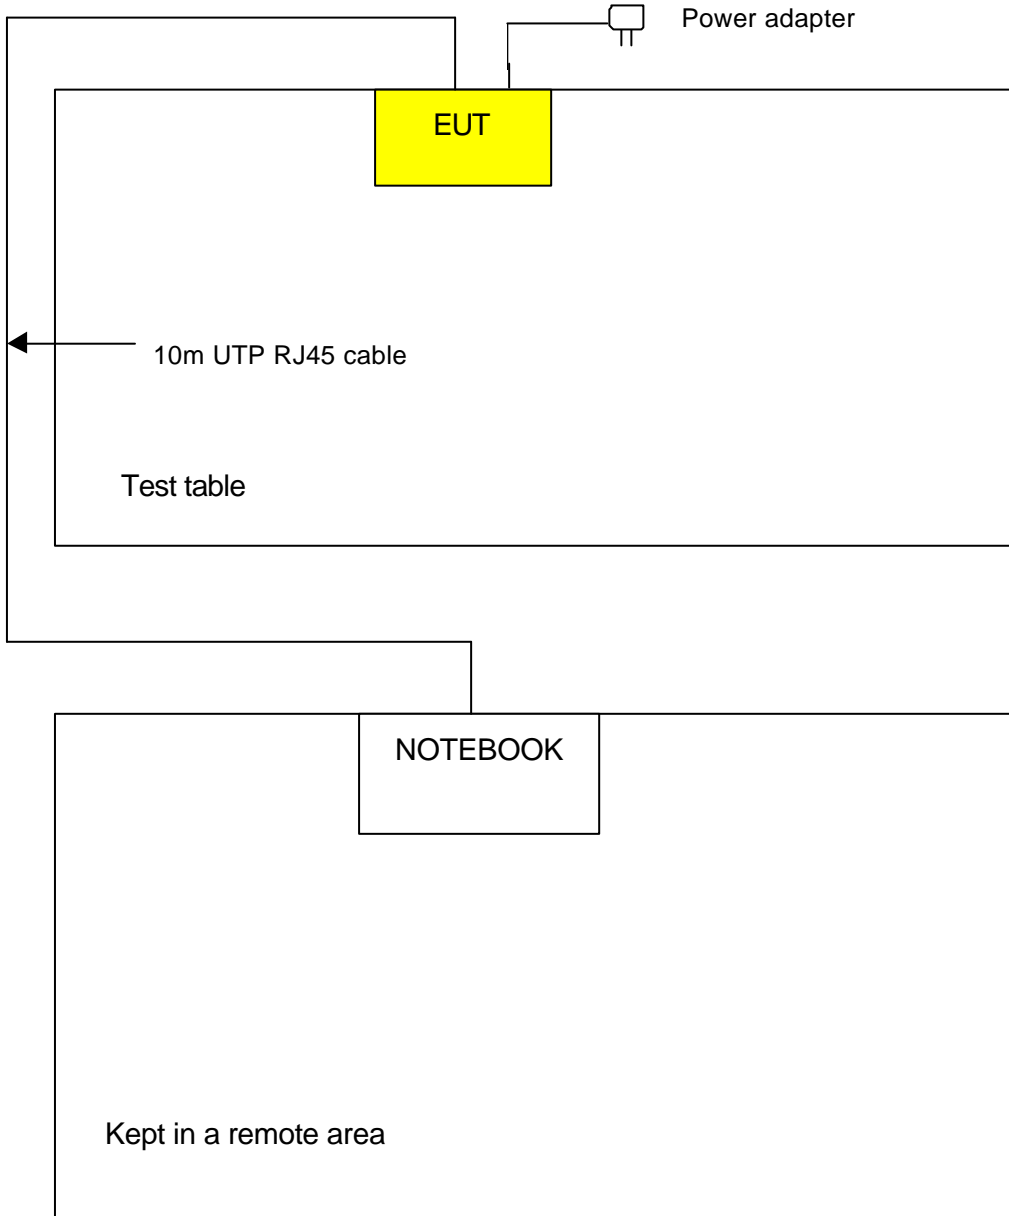 Power adapter
EUT
10m UTP RJ45 cable
Test table
NOTEBOOK
Kept in a remote area